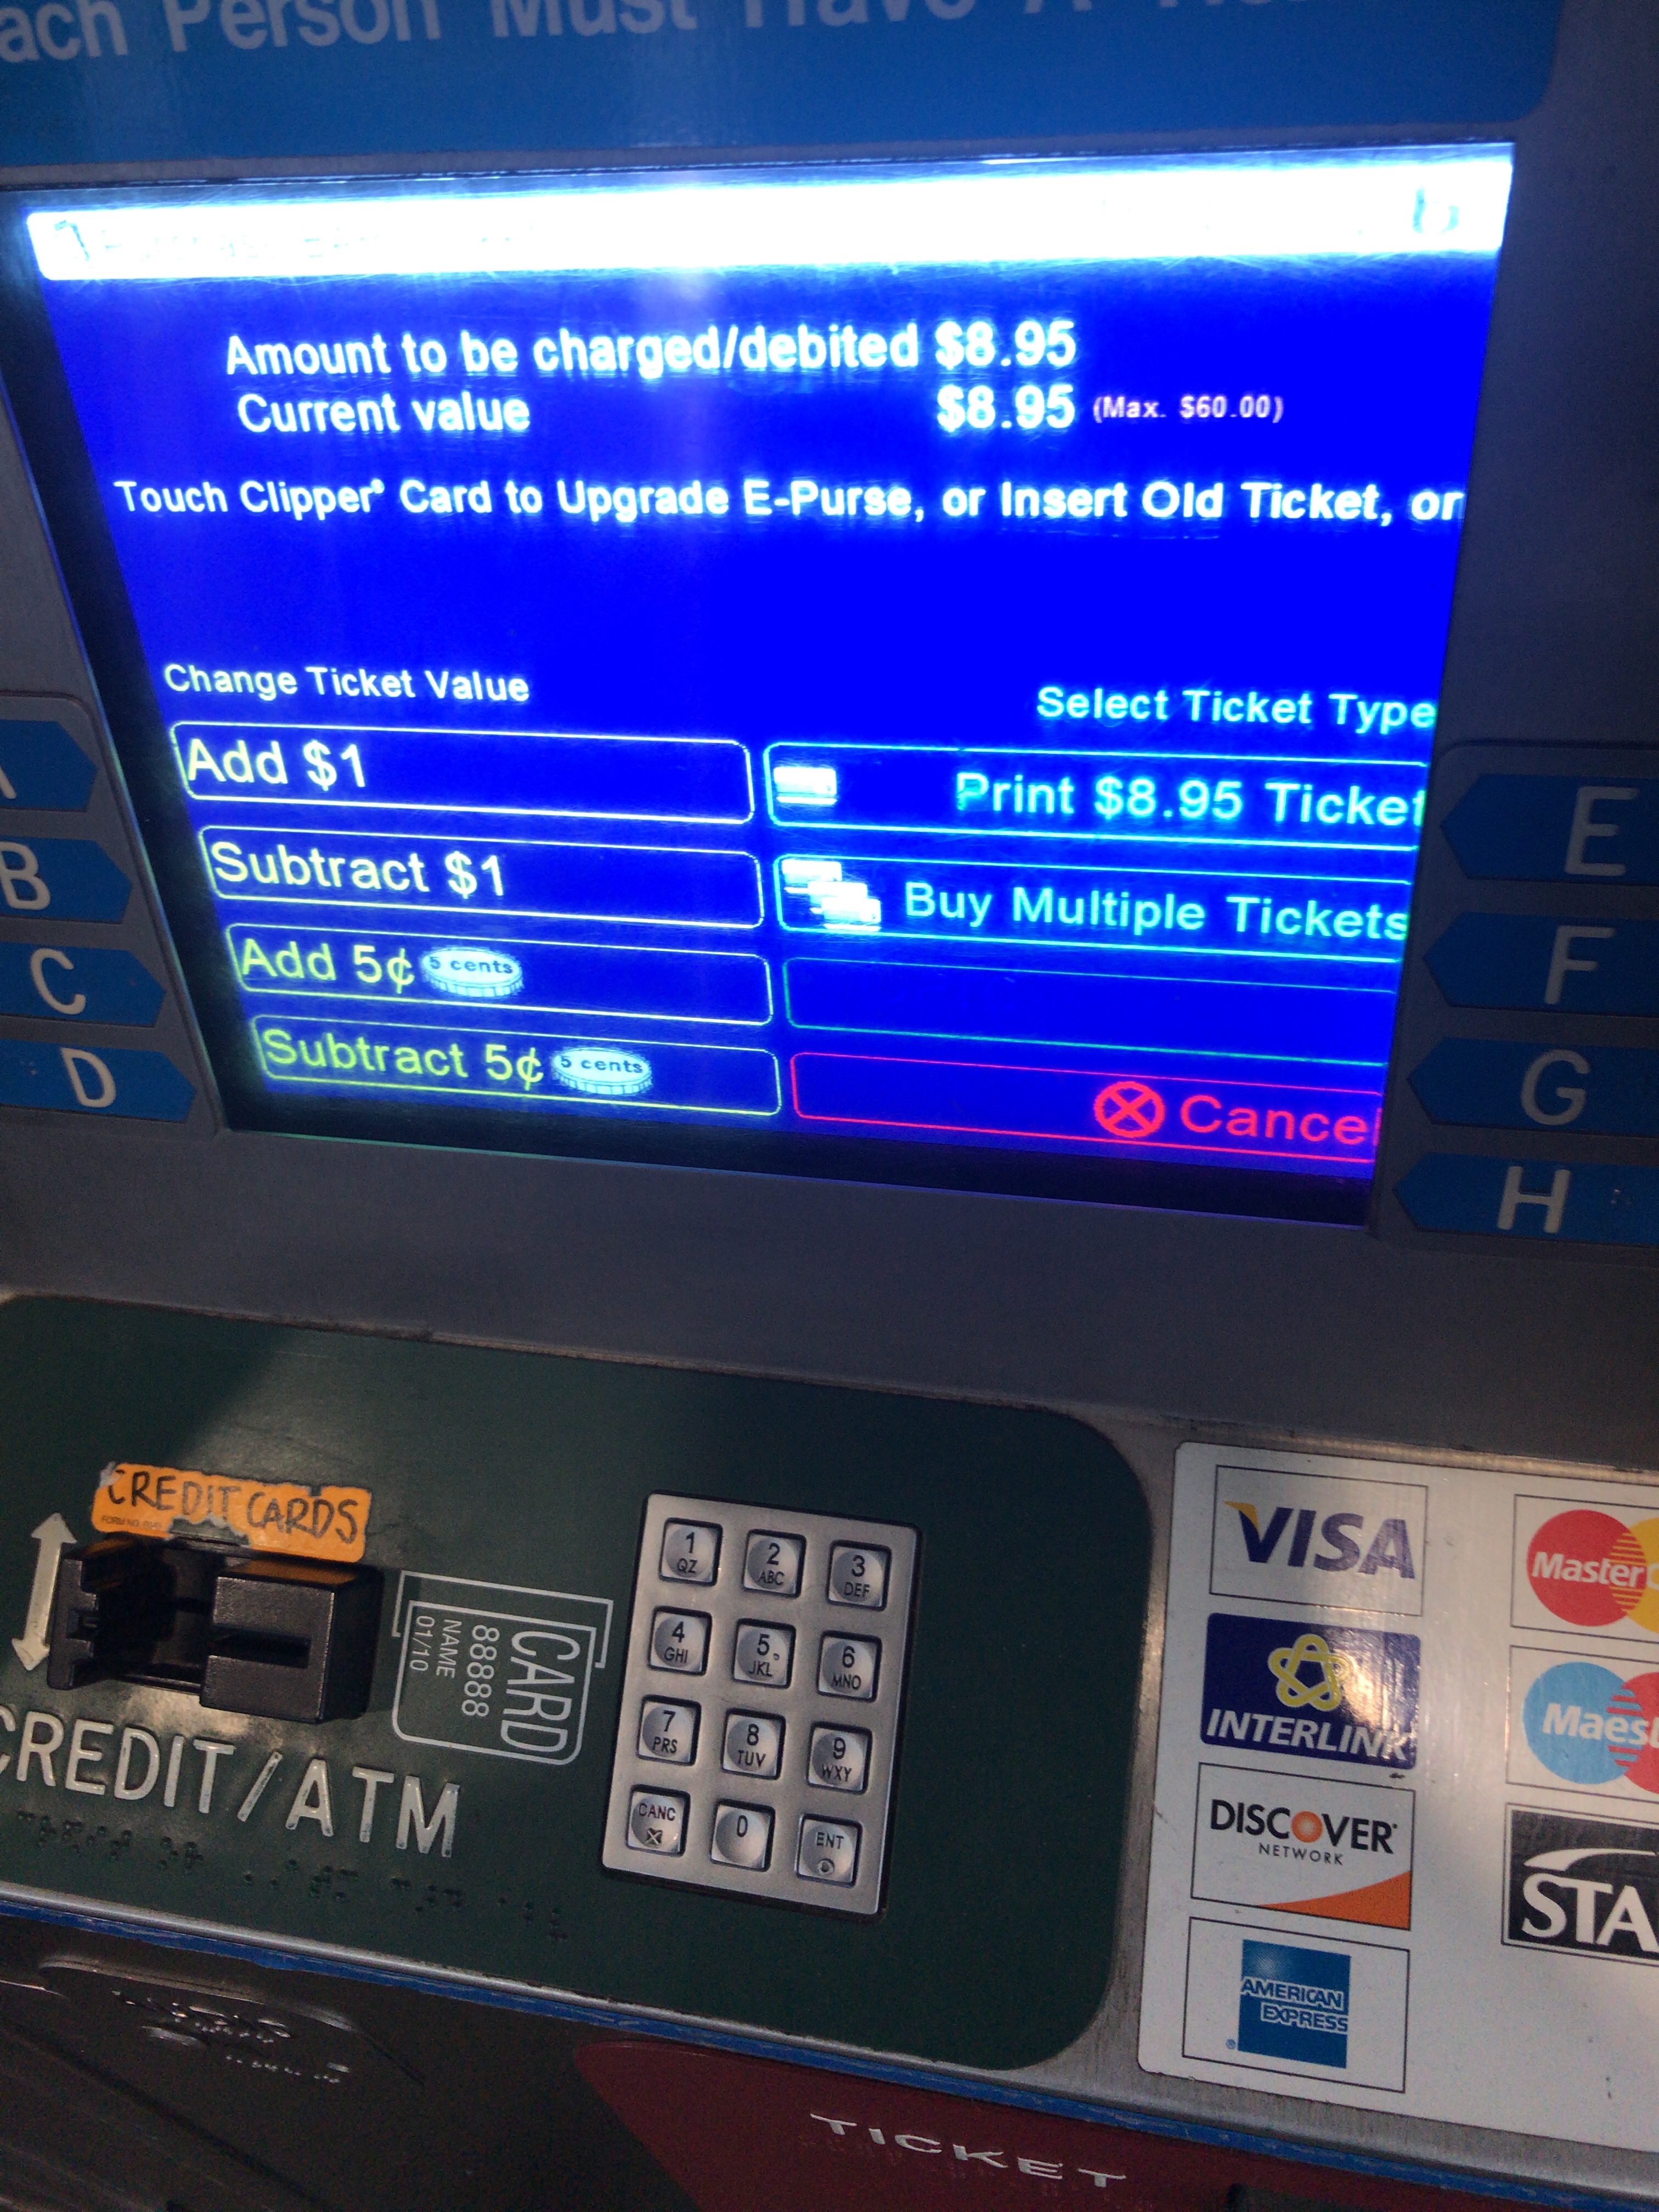 Person Must Have A
Amount to be charged/debited $8.95
Current value $8.95 (Max. $60.00)
Touch Clipper® Card to Upgrade E-Purse, or Insert Old Ticket, or
Change Ticket Value
Select Ticket Type
Add $1
Print $8.95 Ticket
Subtract $1
Buy Multiple Tickets
Add 5¢ 5 cents
Subtract 5¢ 5 cents
Cancel
B
C
D
E
F
G
H
CREDIT CARDS
CARD
88888
NAME
01/10
CREDIT/ATM
1 QZ
2 ABC
3 DEF
4 GHI
5 JKL
6 MNO
7 PRS
8 TUV
9 WXY
CANC
0
ENT
VISA
Master
INTERLINK
Maest
DISCOVER
NETWORK
STA
AMERICAN
EXPRESS
TICKET